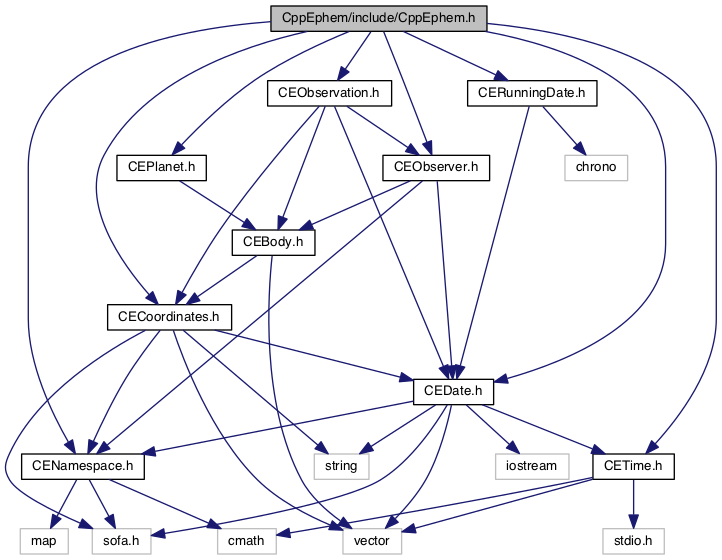 CppEphem/include/CppEphem.h
CEObservation.h
CERunningDate.h
CEPlanet.h
CEObserver.h
chrono
CEBody.h
CECoordinates.h
CEDate.h
CENamespace.h
string
iostream
CETime.h
map
sofa.h
cmath
vector
stdio.h